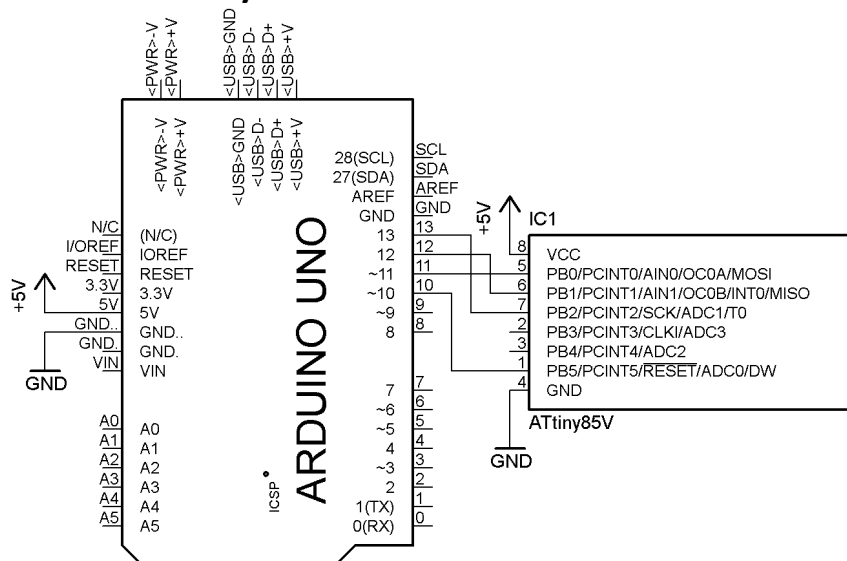 <PWR>-V
<PWR>+V
<USB>GND
<USB>D-
<USB>D+
<USB>+V
<PWR>-V
<PWR>+V
<USB>GND
<USB>D-
<USB>D+
<USB>+V
N/C
I/OREF
RESET
3.3V
5V
GND..
GND.
VIN
(N/C)
IOREF
RESET
3.3V
5V
GND..
GND.
VIN
+5V
GND
A0
A1
A2
A3
A4
A5
A0
A1
A2
A3
A4
A5
ICSP
ARDUINO UNO
28(SCL)
27(SDA)
AREF
GND
13
12
~11
~10
~9
8
7
~6
~5
4
~3
2
1(TX)
0(RX)
SCL
SDA
AREF
GND
13
12
11
10
9
8
7
6
5
4
3
2
1
0
+5V
IC1
8
5
6
7
2
3
1
4
VCC
PB0/PCINT0/AIN0/OC0A/MOSI
PB1/PCINT1/AIN1/OC0B/INT0/MISO
PB2/PCINT2/SCK/ADC1/T0
PB3/PCINT3/CLKI/ADC3
PB4/PCINT4/ADC2
PB5/PCINT5/RESET/ADC0/DW
GND
ATtiny85V
GND